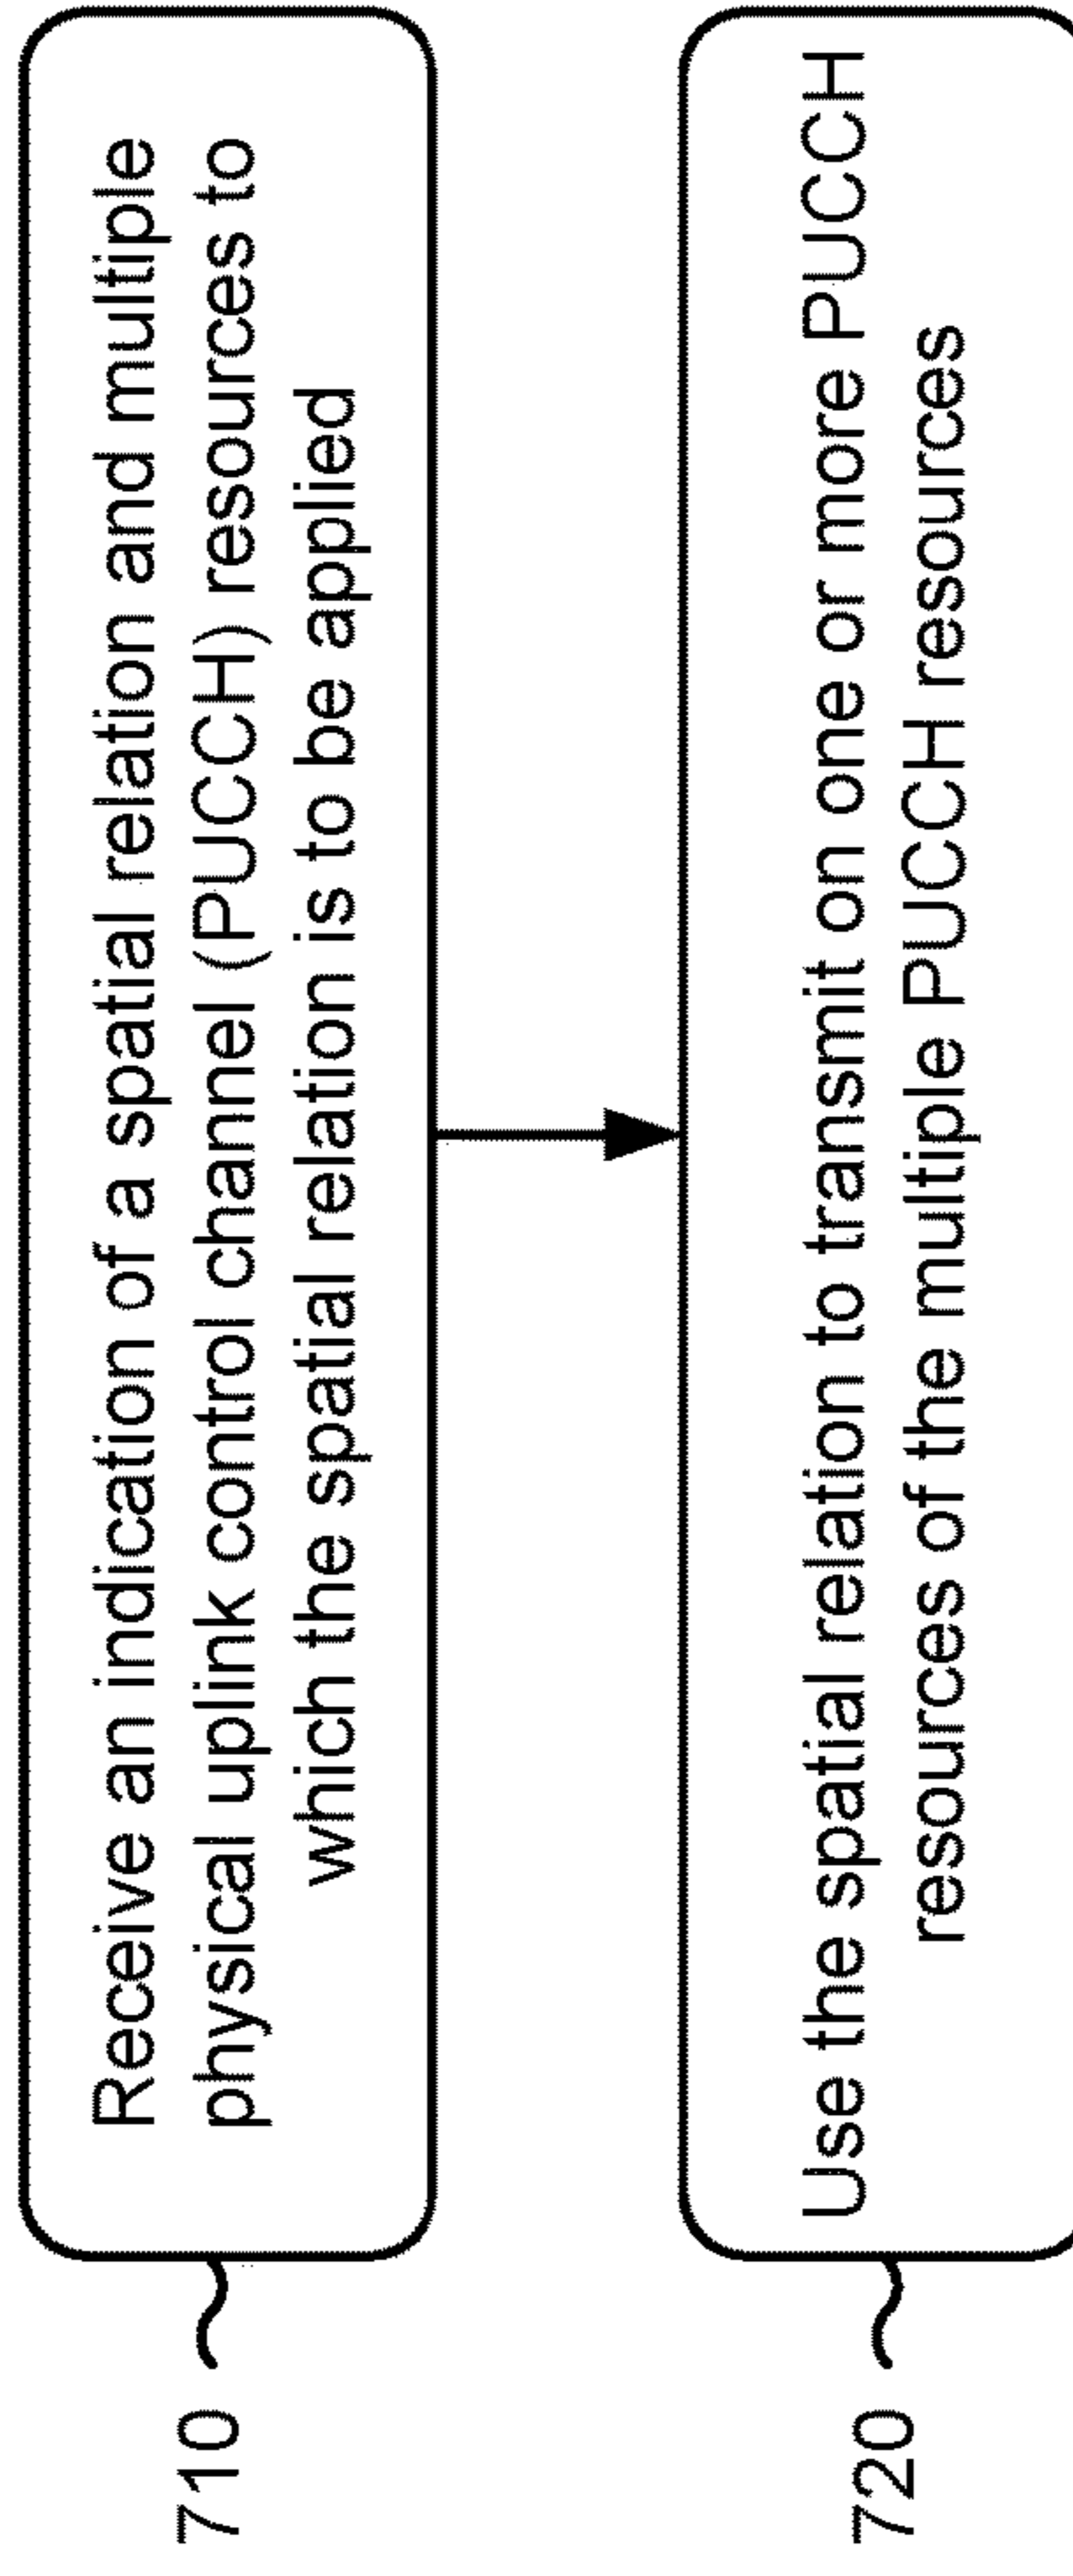 710
Receive an indication of a spatial relation and multiple
physical uplink control channel (PUCCH) resources to
which the spatial relation is to be applied
720
Use the spatial relation to transmit on one or more PUCCH
resources of the multiple PUCCH resources